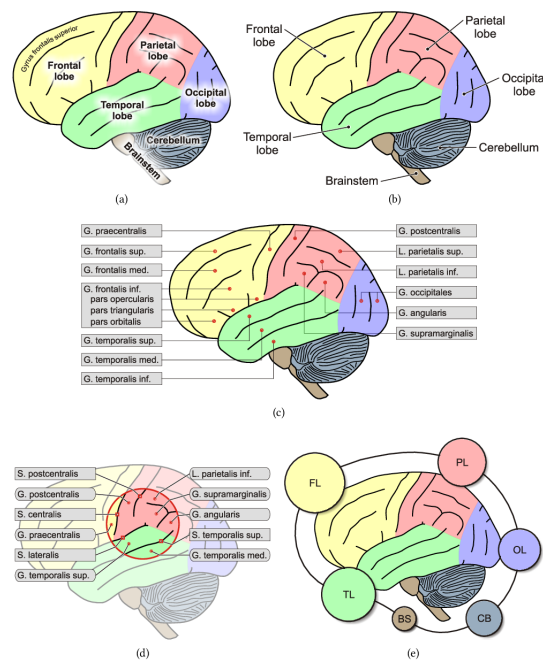 Gyrus frontalis superior
Frontal
lobe
Parietal
lobe
Temporal
lobe
Occipital
lobe
Cerebellum
Brainstem
(a)
Frontal
lobe
Parietal
lobe
Occipita
lobe
Temporal
lobe
Cerebellum
Brainstem
(b)
G. praecentralis
G. frontalis sup.
G. frontalis med.
G. frontalis inf.
pars opercularis
pars triangularis
pars orbitalis
G. temporalis sup.
G. temporalis med.
G. temporalis inf.
G. postcentralis
L. parietalis sup.
L. parietalis inf.
G. occipitales
G. angularis
G. supramarginalis
(c)
S. postcentralis
G. postcentralis
S. centralis
G. praecentralis
S. lateralis
G. temporalis sup.
L. parietalis inf.
G. supramarginalis
G. angularis
S. temporalis sup.
G. temporalis med.
(d)
FL
PL
OL
TL
BS
CB
(e)